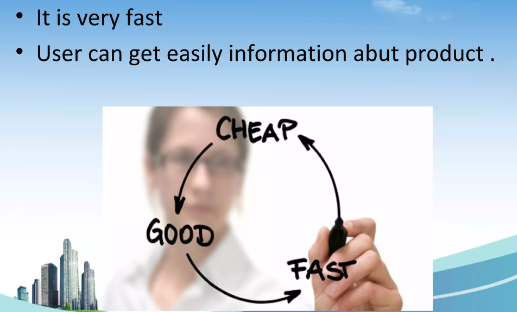 • It is very fast
• User can get easily information abut product .
CHEAP
GOOD
FAST